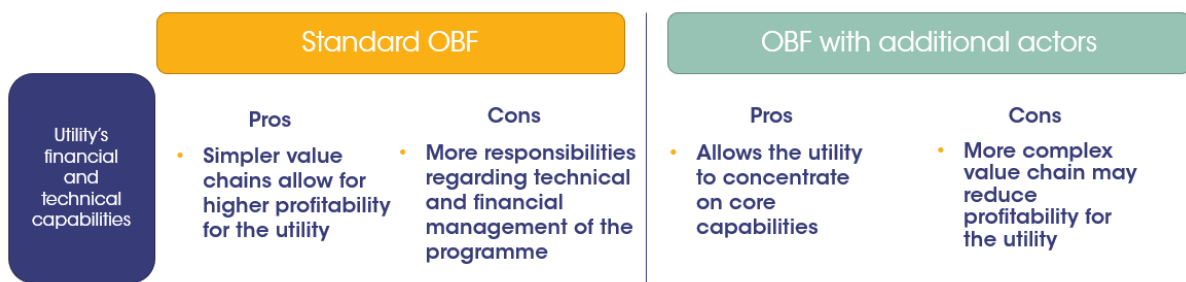 Standard OBF
OBF with additional actors
Utility's
financial
and
technical
capabilities
Pros
• Simpler value
chains allow for
higher profitability
for the utility
Cons
• More responsibilities
regarding technical
and financial
management of the
programme
Pros
• Allows the utility
to concentrate
on core
capabilities
Cons
• More complex
value chain may
reduce
profitability for
the utility